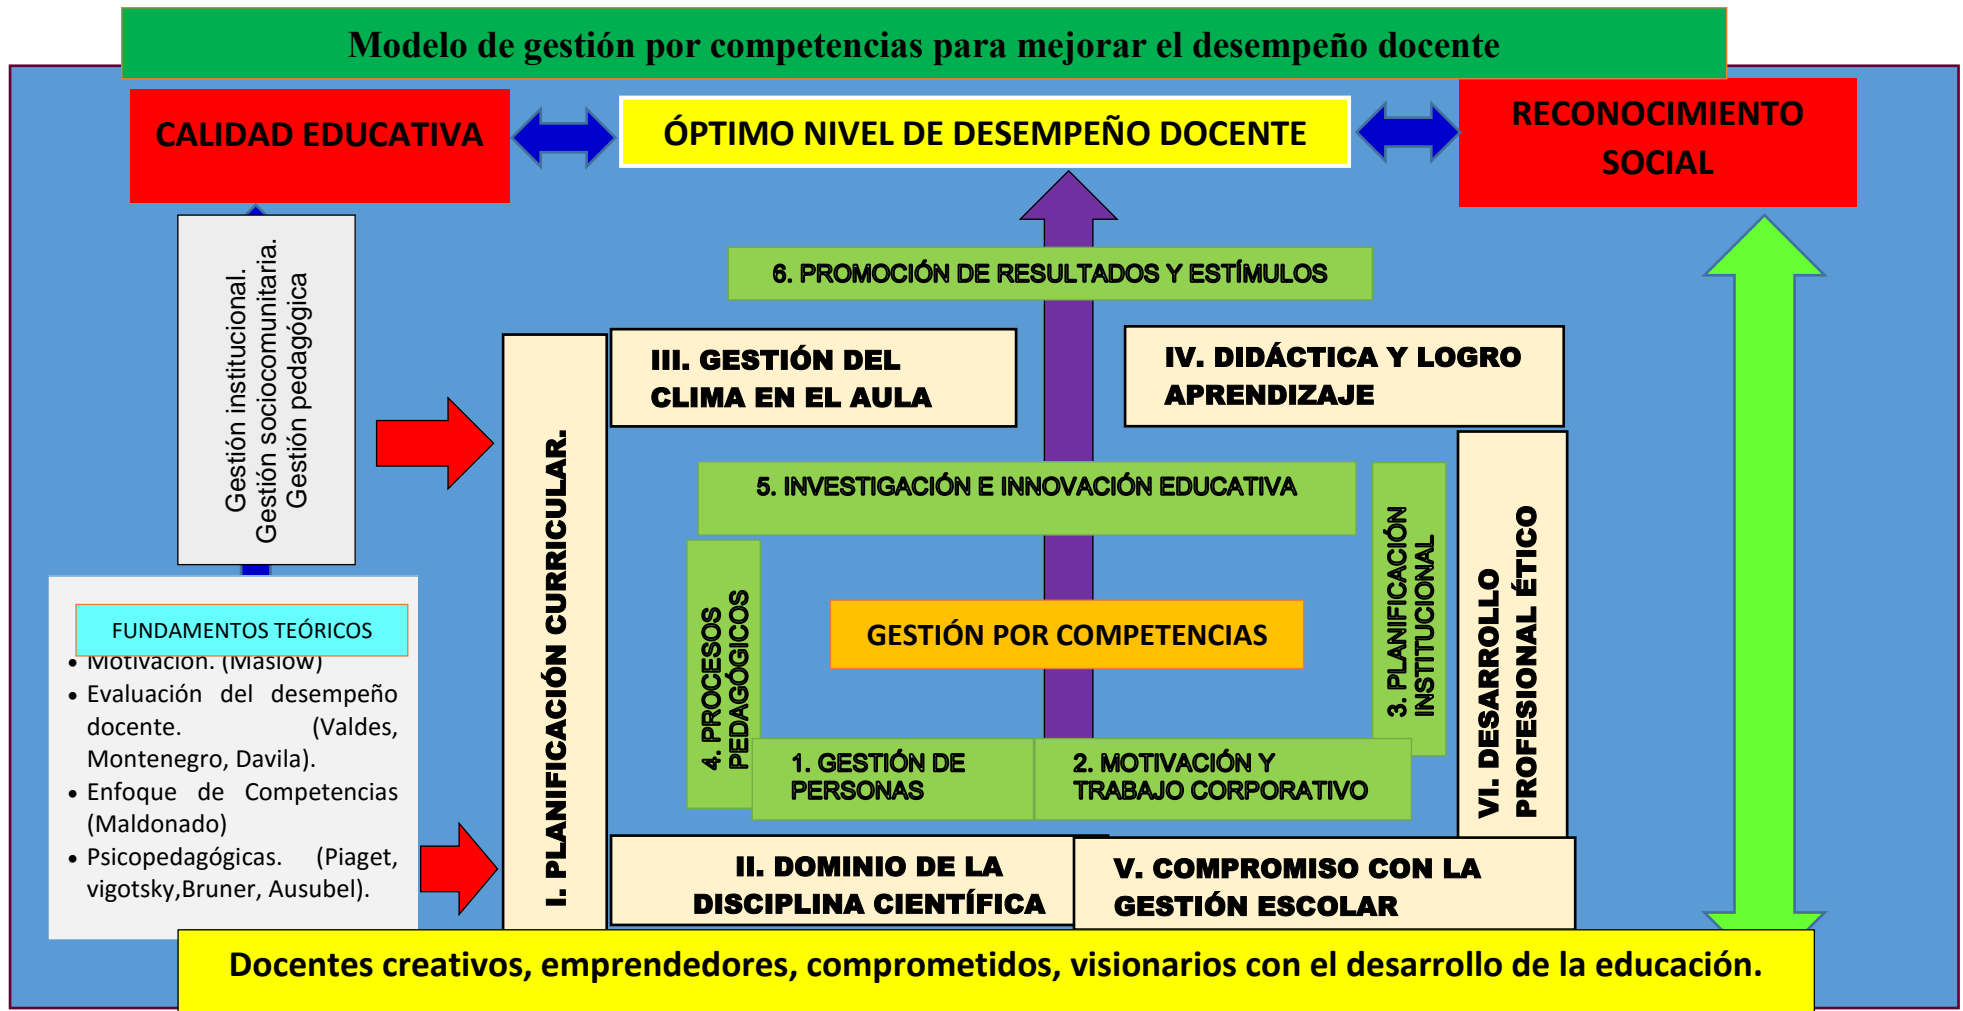 Modelo de gestión por competencias para mejorar el desempeño docente
CALIDAD EDUCATIVA
ÓPTIMO NIVEL DE DESEMPEÑO DOCENTE
RECONOCIMIENTO
SOCIAL
Gestión institucional.
Gestión sociocomunitaria.
Gestión pedagógica
6. PROMOCIÓN DE RESULTADOS Y ESTÍMULOS
III. GESTIÓN DEL
CLIMA EN EL AULA
IV. DIDÁCTICA Y LOGRO
APRENDIZAJE
I. PLANIFICACIÓN CURRICULAR.
5. INVESTIGACIÓN E INNOVACIÓN EDUCATIVA
3. PLANIFICACIÓN
INSTITUCIONAL
VI. DESARROLLO
PROFESIONAL ÉTICO
4. PROCESOS
PEDAGÓGICOS
GESTIÓN POR COMPETENCIAS
FUNDAMENTOS TEÓRICOS
• Motivación. (Maslow)
• Evaluación del desempeño
docente. (Valdes,
Montenegro, Davila).
• Enfoque de Competencias
(Maldonado)
• Psicopedagógicas. (Piaget,
vigotsky,Bruner, Ausubel).
1. GESTIÓN DE
PERSONAS
2. MOTIVACIÓN Y
TRABAJO CORPORATIVO
II. DOMINIO DE LA
DISCIPLINA CIENTÍFICA
V. COMPROMISO CON LA
GESTIÓN ESCOLAR
Docentes creativos, emprendedores, comprometidos, visionarios con el desarrollo de la educación.